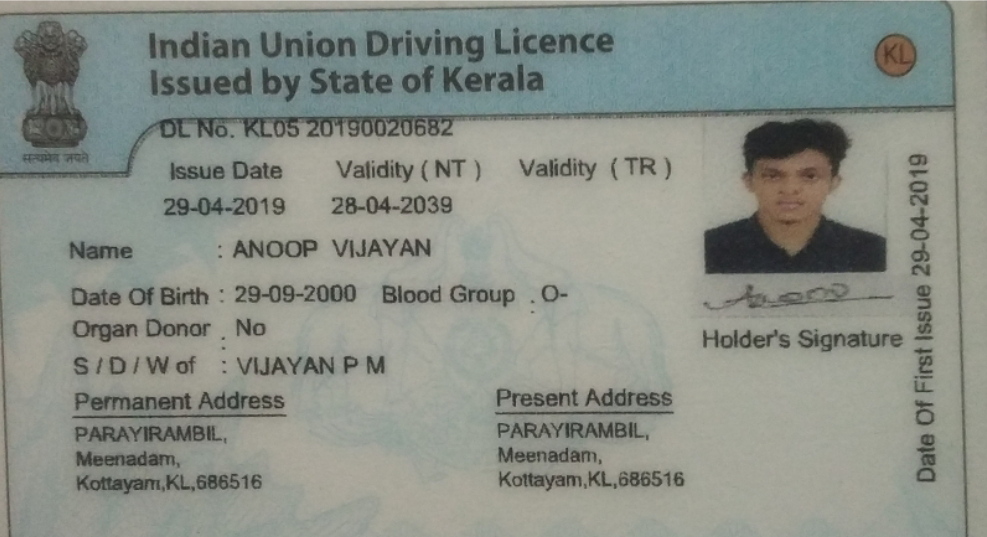 Indian Union Driving Licence
Issued by State of Kerala
KL
सत्यमेव जयते
DL No. KL05 20190020682
Issue Date Validity ( NT ) Validity ( TR )
29-04-2019 28-04-2039
Name : ANOOP VIJAYAN
Date Of Birth : 29-09-2000 Blood Group : O-
Organ Donor : No
S / D / W of : VIJAYAN P M
Permanent Address Present Address
PARAYIRAMBIL, PARAYIRAMBIL,
Meenadam, Meenadam,
Kottayam,KL,686516 Kottayam,KL,686516
Anoop
Holder's Signature
Date Of First Issue 29-04-2019